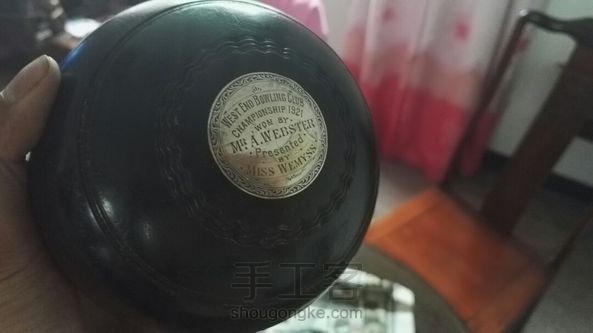 WEST END BOWLING CLUB
CHAMPIONSHIP 1921
WON BY
MR A. WEBSTER
Presented
BY
MISS WEMYSS
手工客
shougongke.com